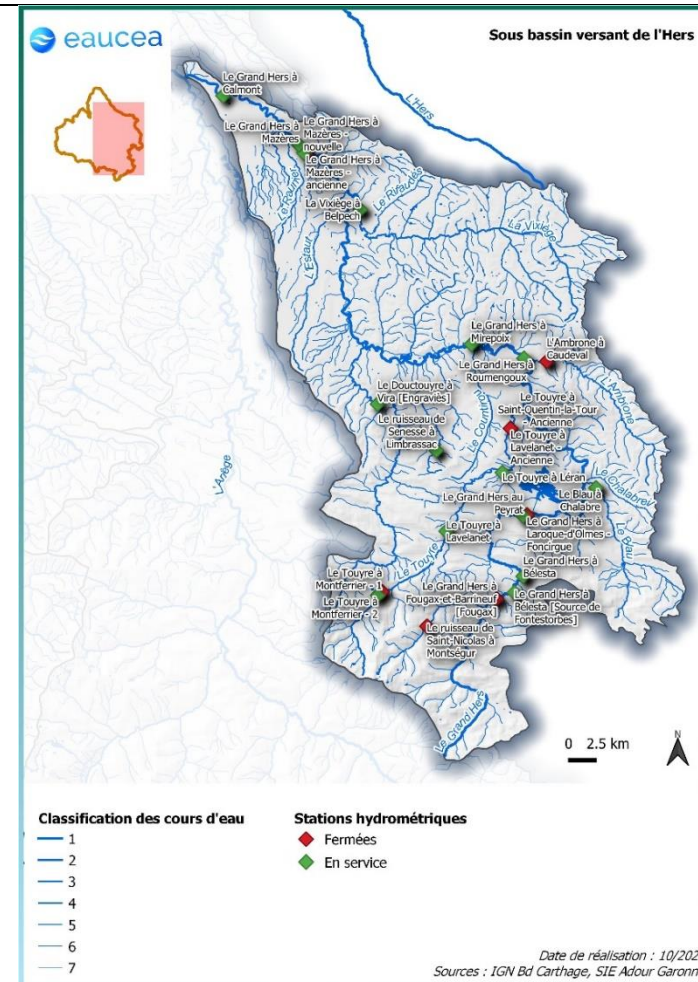 eaucea
Sous bassin versant de l'Hers
Le Grand Hers à
Calmont
L'Hers
Le Grand Hers à
Mazères
Le Grand Hers à
Mazères -
nouvelle
Le Grand Hers à
Mazères -
ancienne
Le Raunier
Le Rifaudès
La Vixiège à
Belpech
La Vixiège
L'Estaut
Le Grand Hers à
Mirepoix
L'Ambrone à
Caudeval
Le Grand Hers à
Roumengoux
L'Ambrone
Le Douctouyre à
Vira [Engraviès]
Le Touyre à
Saint-Quentin-la-Tour
- Ancienne
Le ruisseau de
Senesse à
Limbrassac
Le Countirou
Le Touyre à
Lavelanet -
Ancienne
L'Ariège
Le Touyre à Léran
Le Chalabreil
Le Blau à
Chalabre
Le Grand Hers au
Peyrat
Le Blau
Le Grand Hers à
Laroque-d'Olmes -
Foncirgue
Le Touyre à
Lavelanet
Le Touyre
Le Grand Hers à
Bélesta
Le Touyre à
Montferrier - 1
Le Touyre à
Montferrier - 2
Le Grand Hers à
Fougax-et-Barrineuf
[Fougax]
Le Grand Hers à
Bélesta [Source de
Fontestorbes]
Le ruisseau de
Saint-Nicolas à
Montségur
Le Grand Hers
0 2.5 km
N
Classification des cours d'eau
1
2
3
4
5
6
7
Stations hydrométriques
Fermées
En service
Date de réalisation : 10/202
Sources : IGN Bd Carthage, SIE Adour Garonn